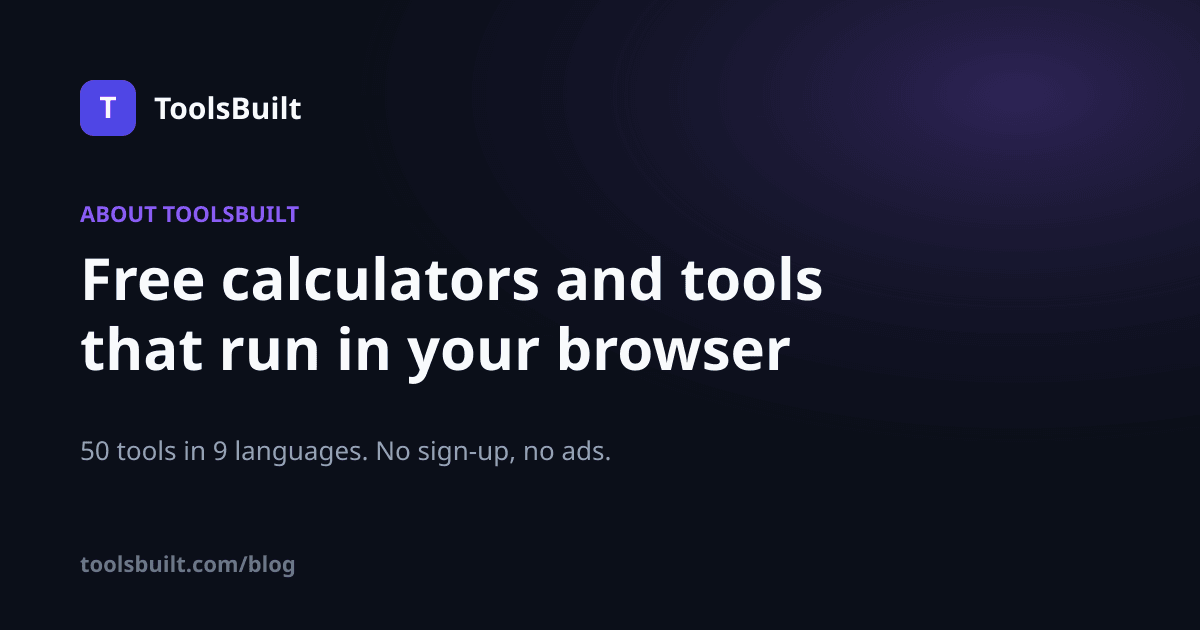 T
ToolsBuilt
ABOUT TOOLSBUILT
Free calculators and tools
that run in your browser
50 tools in 9 languages. No sign-up, no ads.
toolsbuilt.com/blog